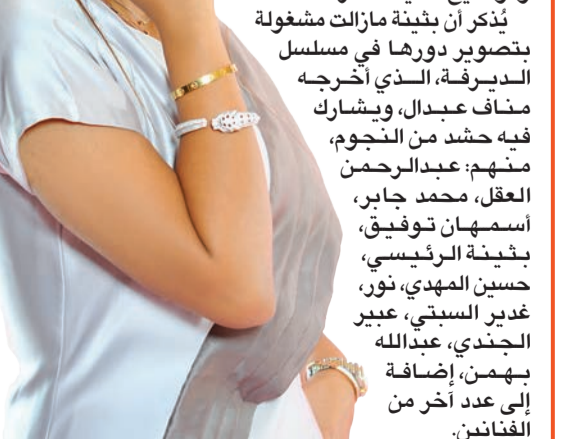 يُذكر أن بثينة مازالت مشغولة
بتصوير دورها في مسلسل
الديرفة، الذي أخرجه
مناف عبدال، ويشارك
فيه حشد من النجوم،
منهم: عبدالرحمن
العقل، محمد جابر،
أسمهان توفيق،
بثينة الرئيسي،
حسين المهدي، نور،
غدير السبتي، عبير
الجندي، عبدالله
بهمن، إضافة
إلى عدد آخر من
الفنانين.